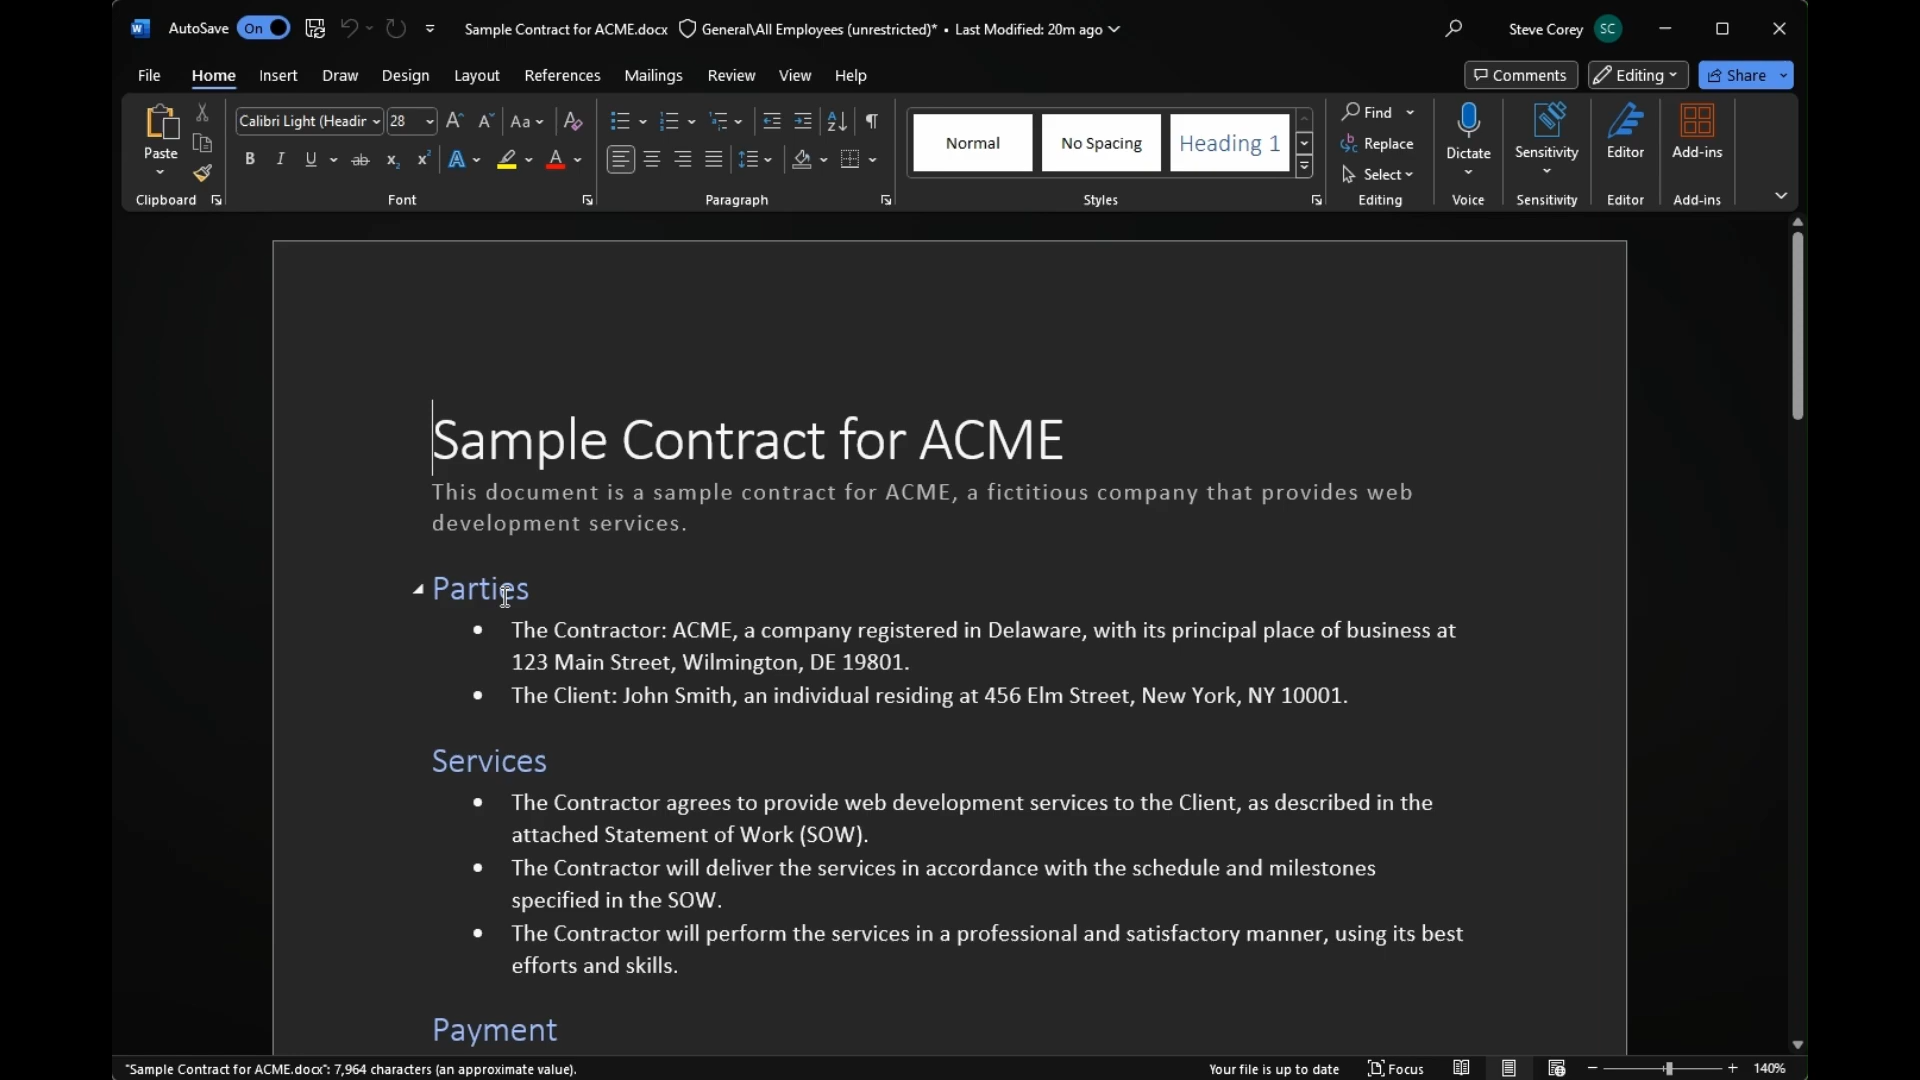 AutoSave On Sample Contract for ACME.docx General\All Employees (unrestricted)* • Last Modified: 20m ago Steve Corey SC
File Home Insert Draw Design Layout References Mailings Review View Help Comments Editing Share
Paste
Calibri Light (Headir 28 Aa
Normal No Spacing Heading 1
Find
Replace
Select
Dictate Sensitivity Editor Add-ins
Clipboard Font Paragraph Styles Editing Voice Sensitivity Editor Add-ins
Sample Contract for ACME
This document is a sample contract for ACME, a fictitious company that provides web
development services.
Parties
• The Contractor: ACME, a company registered in Delaware, with its principal place of business at
123 Main Street, Wilmington, DE 19801.
• The Client: John Smith, an individual residing at 456 Elm Street, New York, NY 10001.
Services
• The Contractor agrees to provide web development services to the Client, as described in the
attached Statement of Work (SOW).
• The Contractor will deliver the services in accordance with the schedule and milestones
specified in the SOW.
• The Contractor will perform the services in a professional and satisfactory manner, using its best
efforts and skills.
Payment
"Sample Contract for ACME.docx": 7,964 characters (an approximate value). Your file is up to date Focus 140%